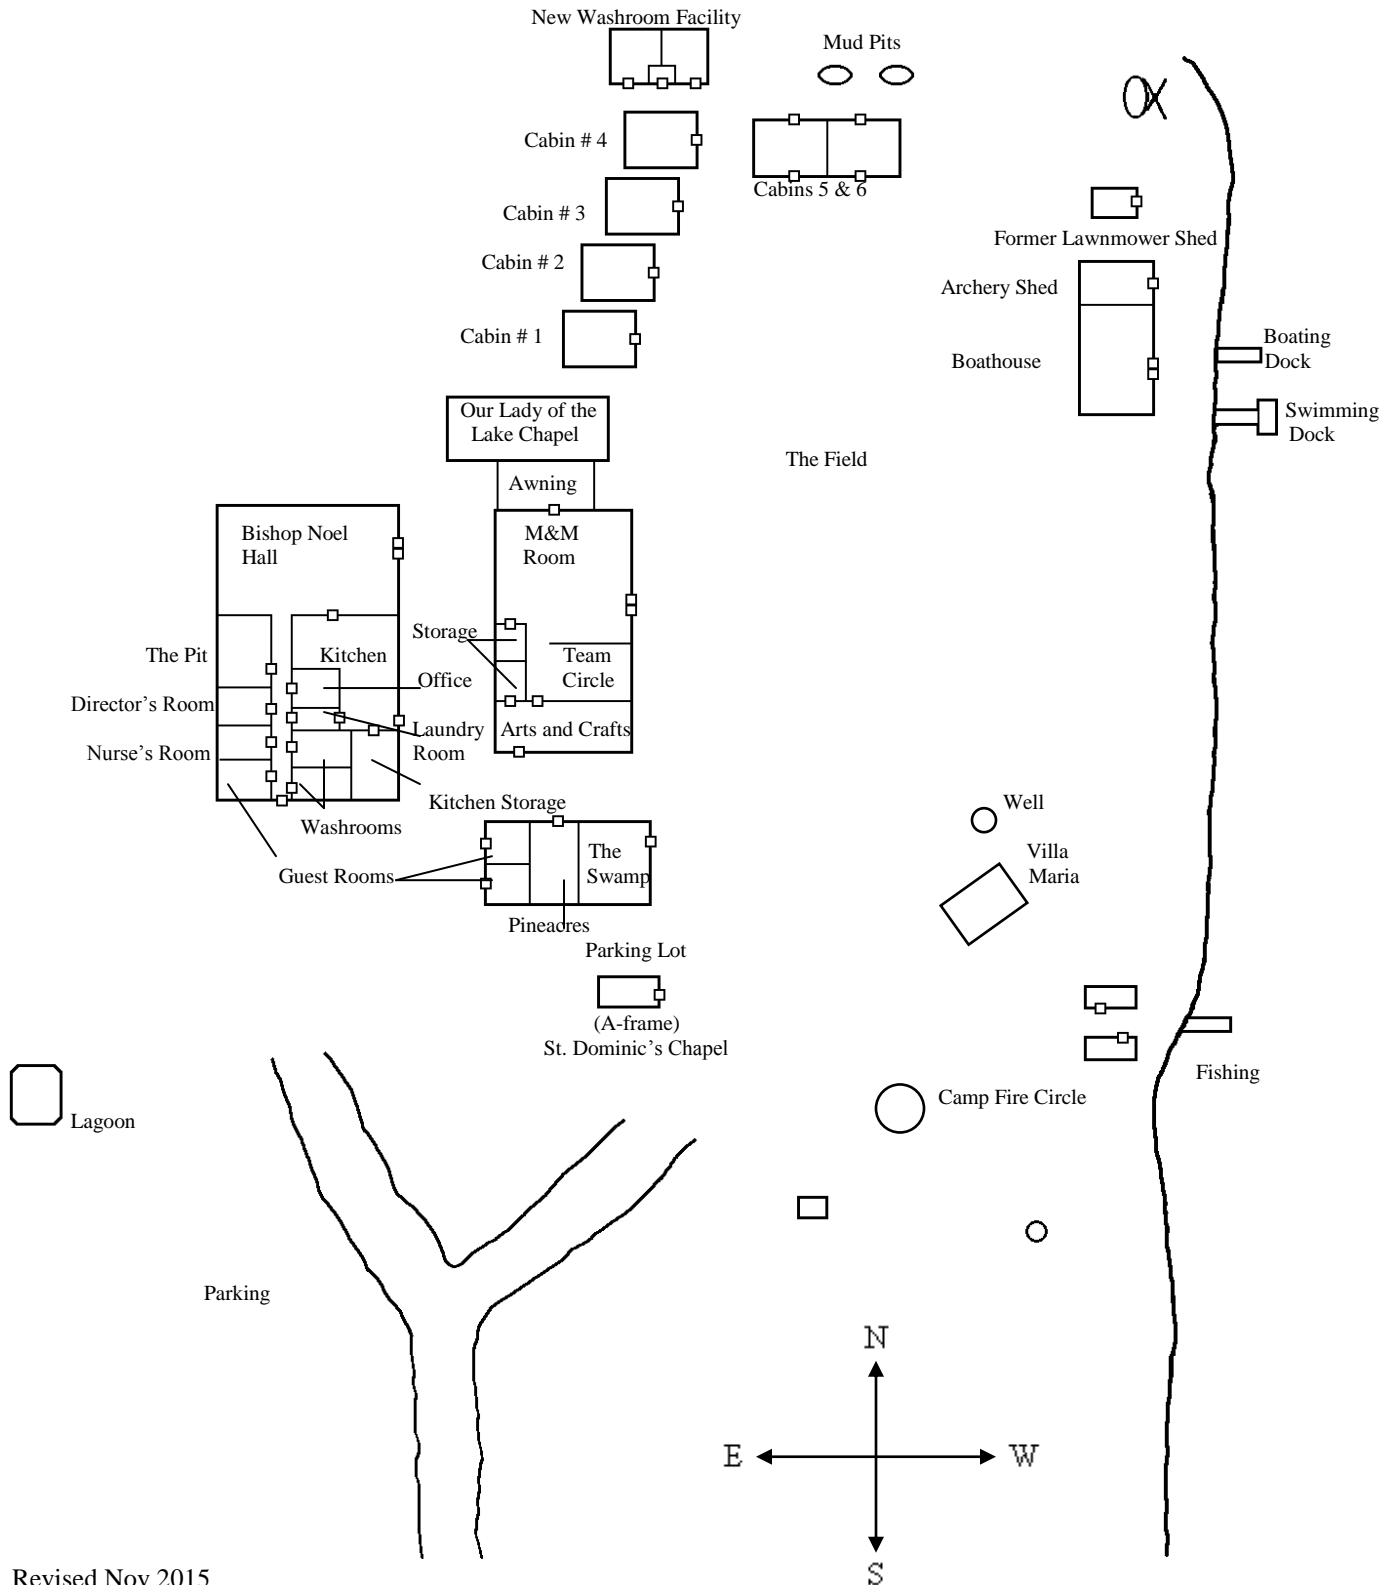 New Washroom Facility
Mud Pits
Cabin # 4
Cabins 5 & 6
Cabin # 3
Former Lawnmower Shed
Cabin # 2
Archery Shed
Cabin # 1
Boathouse
Boating
Dock
Our Lady of the
Lake Chapel
Swimming
Dock
The Field
Awning
Bishop Noel
Hall
M&M
Room
Storage
The Pit
Kitchen
Team
Circle
Office
Director’s Room
Laundry
Room
Arts and Crafts
Nurse’s Room
Kitchen Storage
Washrooms
Well
The
Swamp
Villa
Maria
Guest Rooms
Pineacres
Parking Lot
(A-frame)
St. Dominic’s Chapel
Fishing
Camp Fire Circle
Lagoon
Parking
N
E
W
S
Revised Nov 2015